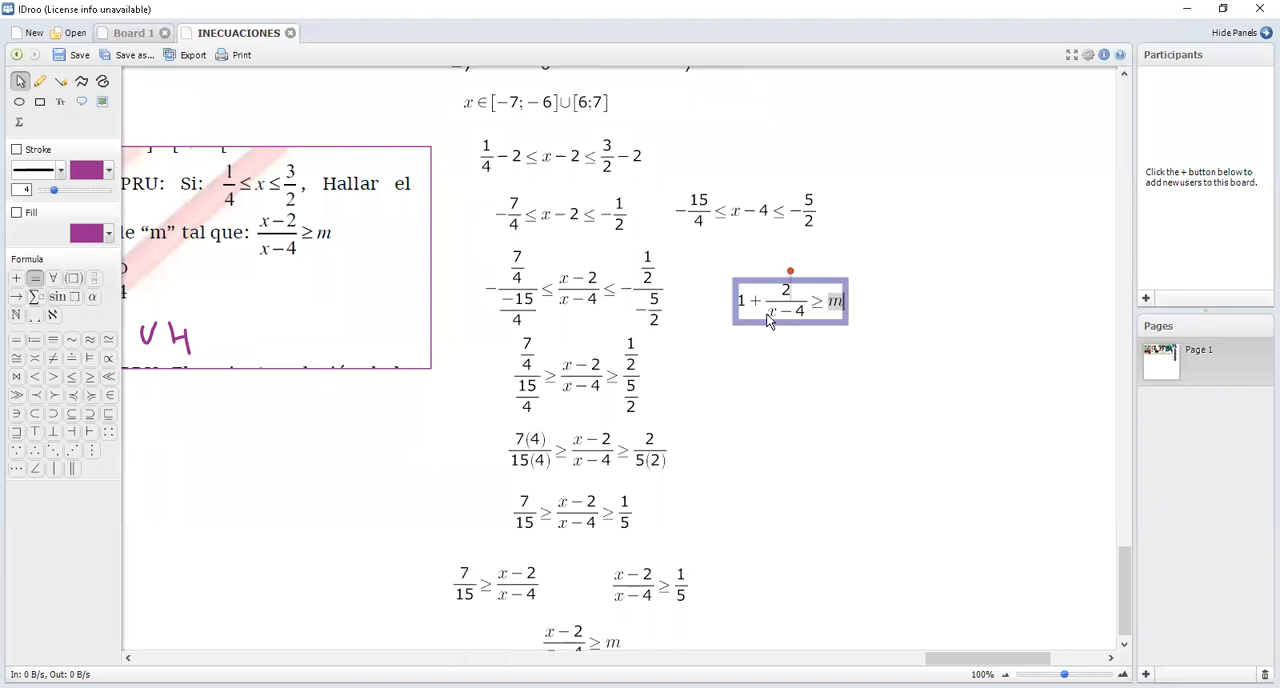 IDroo (License info unavailable)
New Open Board 1 INECUACIONES Hide Panels
Save Save as... Export Print
Participants
Click the + button below to
add new users to this board.
Pages
Page 1
Tr
Σ
Stroke
4
Fill
Formula
x ∈ [−7; −6] ∪ [6;7]
1/4 − 2 ≤ x − 2 ≤ 3/2 − 2
PRU: Si: 1/4 ≤ x ≤ 3/2 , Hallar el
le “m” tal que: (x−2)/(x−4) ≥ m
−7/4 ≤ x − 2 ≤ −1/2
−15/4 ≤ x − 4 ≤ −5/2
−(7/4)/(−15/4) ≤ (x − 2)/(x − 4) ≤ −(1/2)/(−5/2)
1 + 2/(x − 4) ≥ m
(7/4)/(15/4) ≥ (x − 2)/(x − 4) ≥ (1/2)/(5/2)
7(4)/15(4) ≥ (x − 2)/(x − 4) ≥ 2/5(2)
7/15 ≥ (x − 2)/(x − 4) ≥ 1/5
7/15 ≥ (x − 2)/(x − 4)
(x − 2)/(x − 4) ≥ 1/5
(x − 2)/(x − 4) ≥ m
In: 0 B/s, Out: 0 B/s
100%